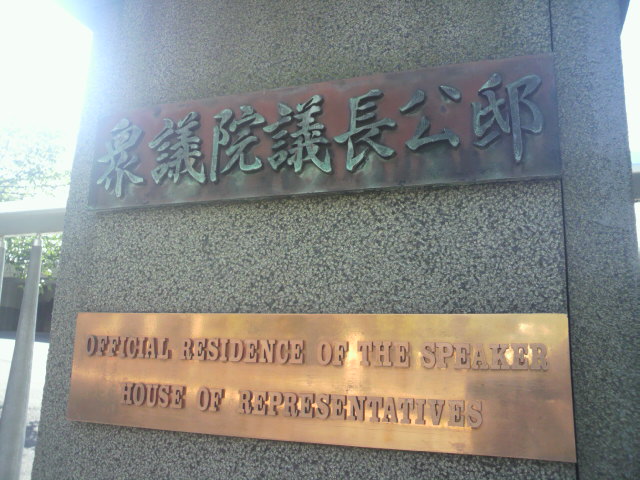 衆議院議長公邸
OFFICIAL RESIDENCE OF THE SPEAKER
HOUSE OF REPRESENTATIVES